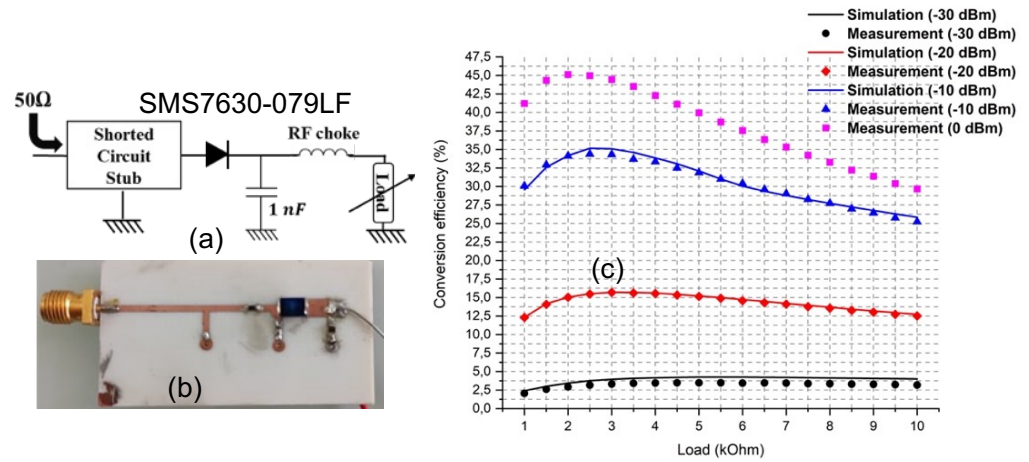 50Ω
SMS7630-079LF
Shorted
Circuit
Stub
RF choke
1 nF
Load
(a)
(b)
Simulation (-30 dBm)
Measurement (-30 dBm)
Simulation (-20 dBm)
Measurement (-20 dBm)
Simulation (-10 dBm)
Measurement (-10 dBm)
Measurement (0 dBm)
Conversion efficiency (%)
47,5
45,0
42,5
40,0
37,5
35,0
32,5
30,0
27,5
25,0
22,5
20,0
17,5
15,0
12,5
10,0
7,5
5,0
2,5
0,0
(c)
1 2 3 4 5 6 7 8 9 10
Load (kOhm)